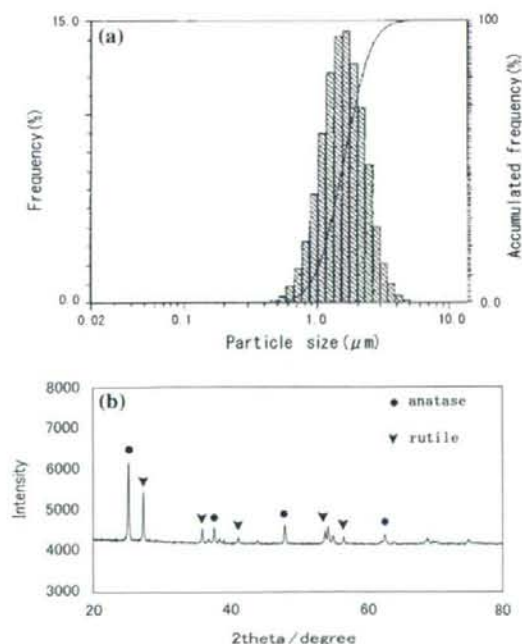 (a)
15.0
0.0
Frequency(%)
100
0.0
Accumulated frequency(%)
0.02
0.1
1.0
10.0
Particle size(μm)
(b)
8000
7000
6000
5000
4000
3000
Intensity
● anatase
▼ rutile
20
40
60
80
2theta/degree